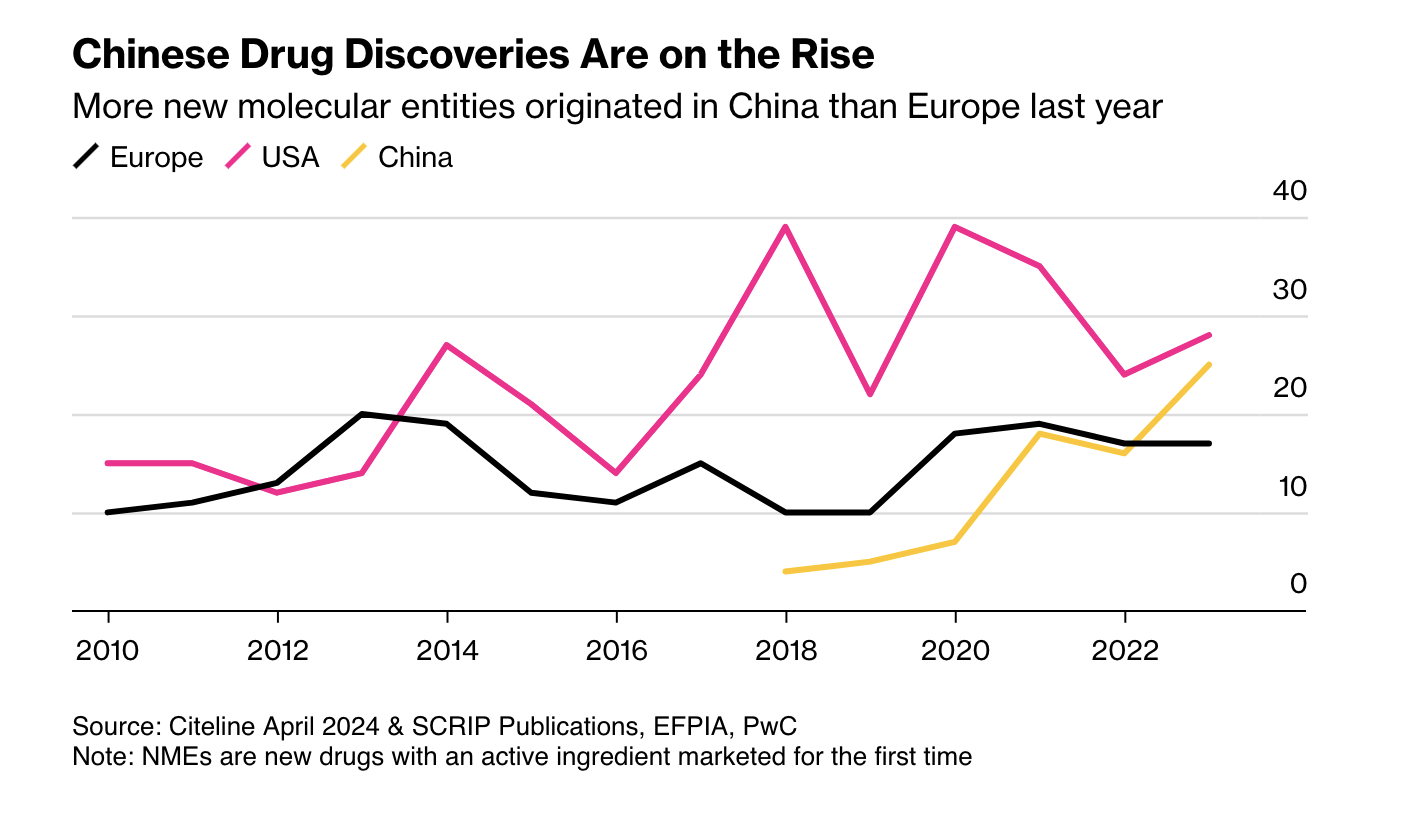 Chinese Drug Discoveries Are on the Rise
More new molecular entities originated in China than Europe last year
Europe USA China
40
30
20
10
0
2010 2012 2014 2016 2018 2020 2022
Source: Citeline April 2024 & SCRIP Publications, EFPIA, PwC
Note: NMEs are new drugs with an active ingredient marketed for the first time